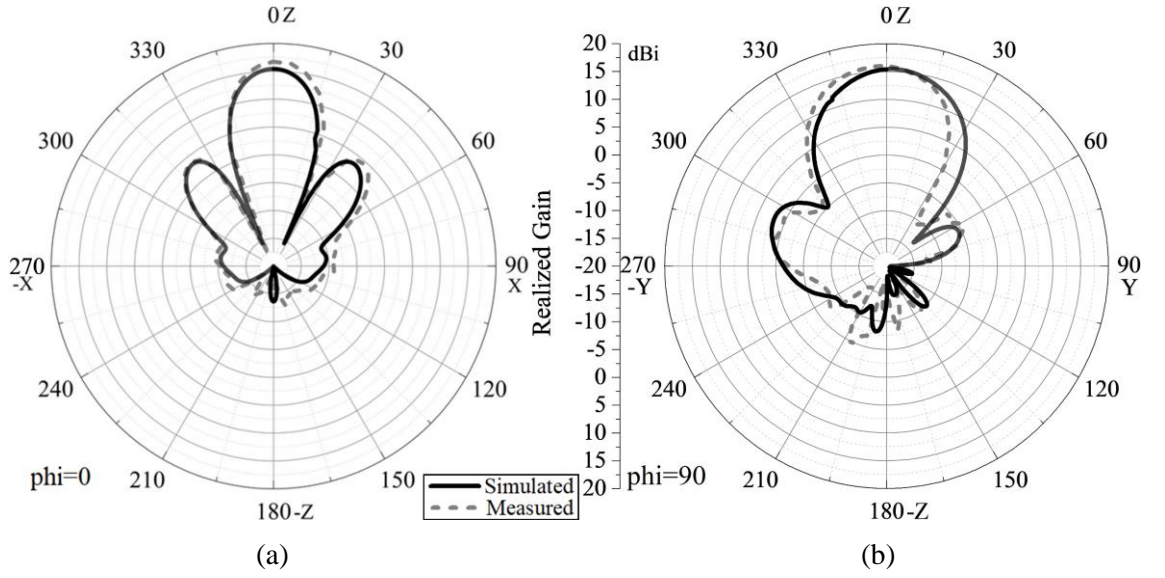 0 Z
330
30
300
60
270
-X
90
X
240
120
210
150
180-Z
phi=0
(a)
Simulated
Measured
Realized Gain
20
15
10
5
0
-5
-10
-15
-20
-15
-10
-5
0
5
10
15
20
dBi
0 Z
330
30
300
60
270
-Y
90
Y
240
120
210
150
180-Z
phi=90
(b)